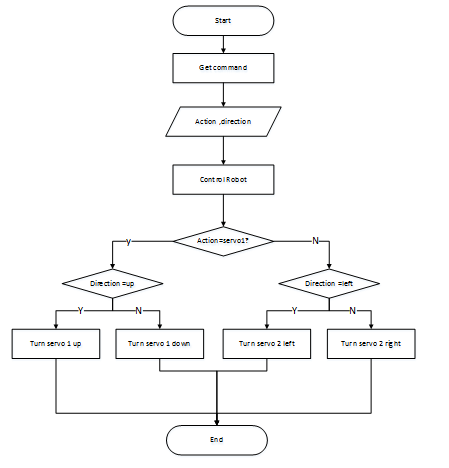 Start
Get command
Action ,direction
Control Robot
Action=servo1?
y
N
Direction =up
Direction =left
Y
N
Y
N
Turn servo 1 up
Turn servo 1 down
Turn servo 2 left
Turn servo 2 right
End